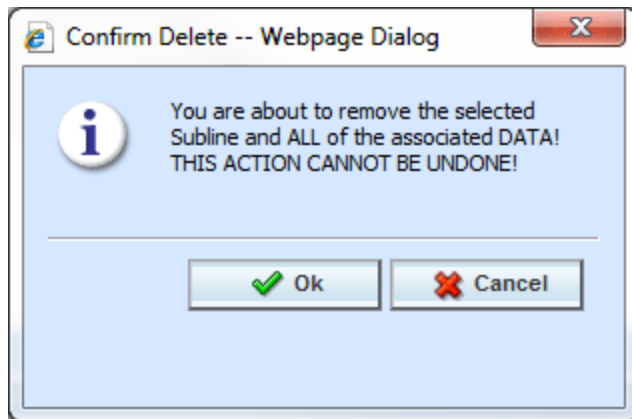 Confirm Delete -- Webpage Dialog
You are about to remove the selected
Subline and ALL of the associated DATA!
THIS ACTION CANNOT BE UNDONE!
Ok
Cancel